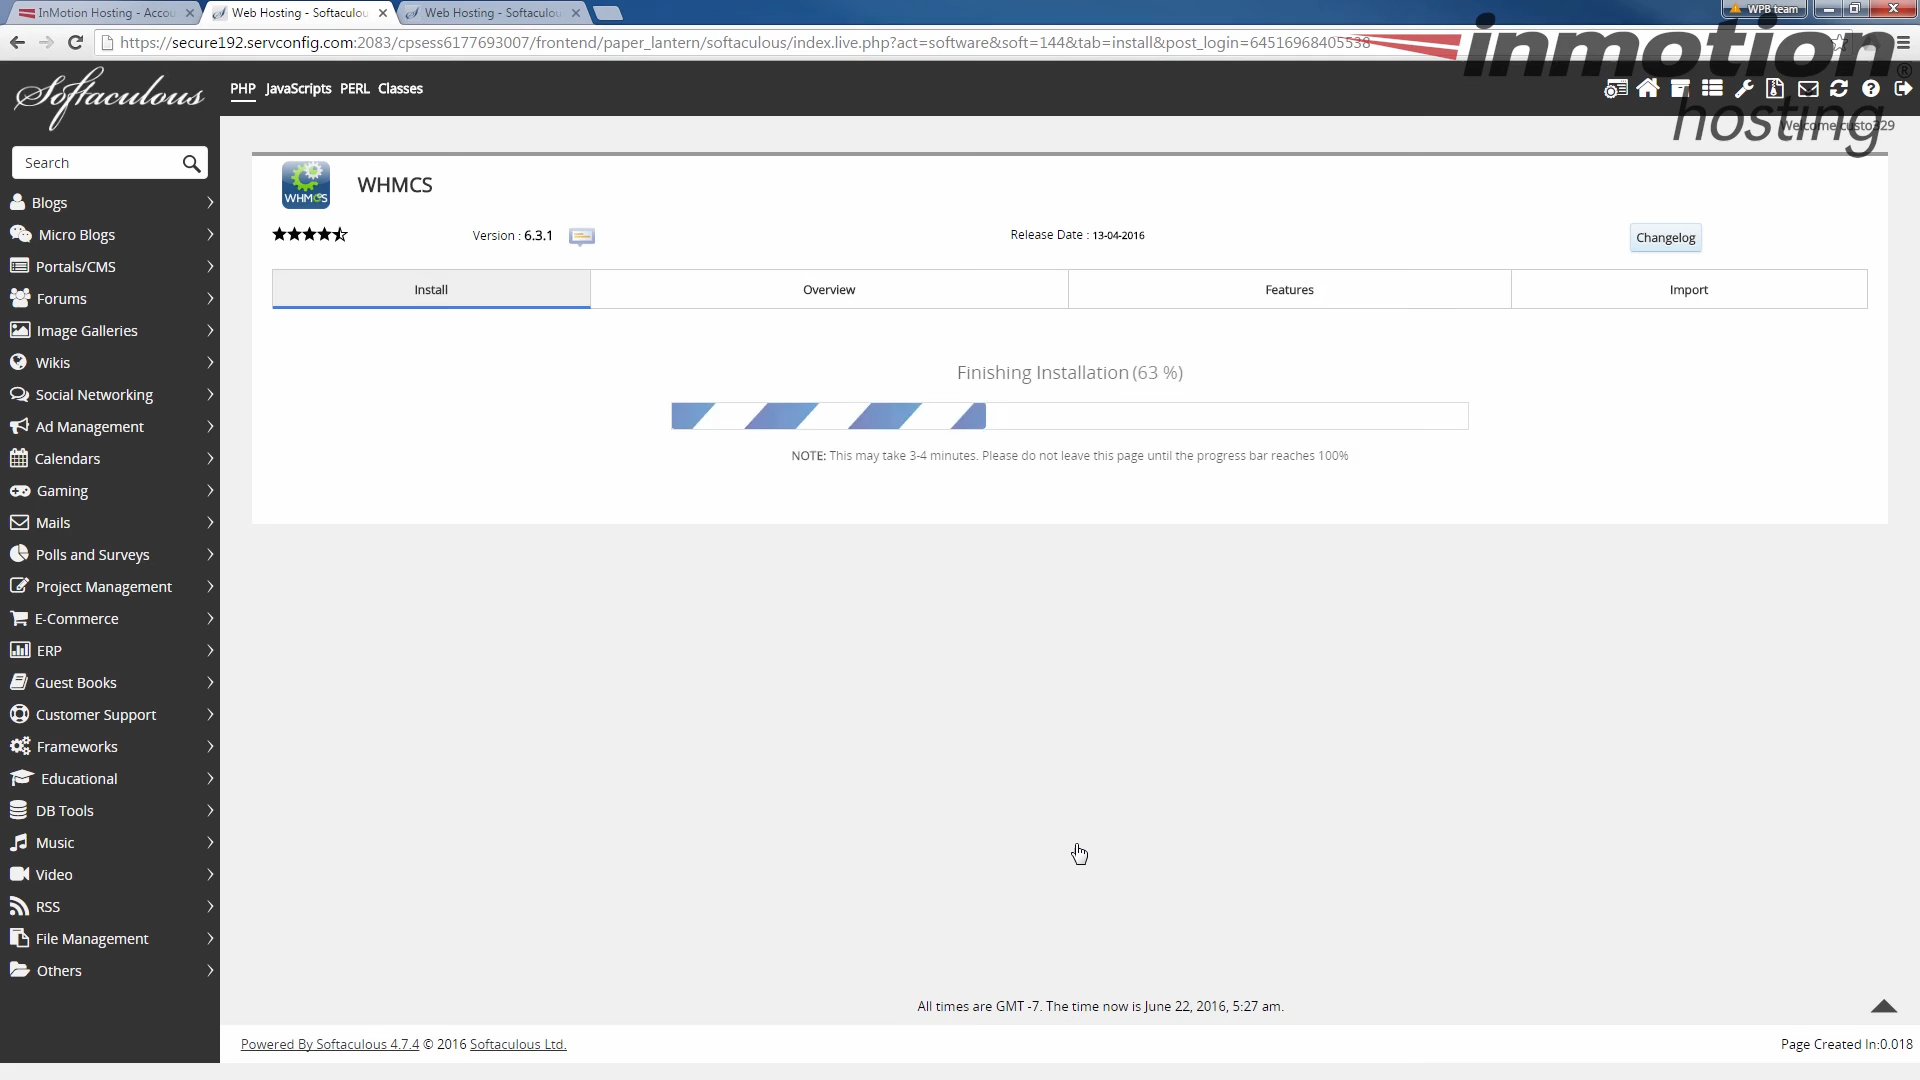 InMotion Hosting - Accou
Web Hosting - Softaculou
Web Hosting - Softaculou
WPB team
https://secure192.servconfig.com:2083/cpsess6177693007/frontend/paper_lantern/softaculous/index.live.php?act=software&soft=144&tab=install&post_login=64516968405538
inmotion®
hosting
Softaculous
PHP JavaScripts PERL Classes
Welcome custo329
Search
Blogs
Micro Blogs
Portals/CMS
Forums
Image Galleries
Wikis
Social Networking
Ad Management
Calendars
Gaming
Mails
Polls and Surveys
Project Management
E-Commerce
ERP
Guest Books
Customer Support
Frameworks
Educational
DB Tools
Music
Video
RSS
File Management
Others
WHMCS
WHMCS
Version : 6.3.1
Release Date : 13-04-2016
Changelog
Install
Overview
Features
Import
Finishing Installation (63 %)
NOTE: This may take 3-4 minutes. Please do not leave this page until the progress bar reaches 100%
All times are GMT -7. The time now is June 22, 2016, 5:27 am.
Powered By Softaculous 4.7.4 © 2016 Softaculous Ltd.
Page Created In:0.018